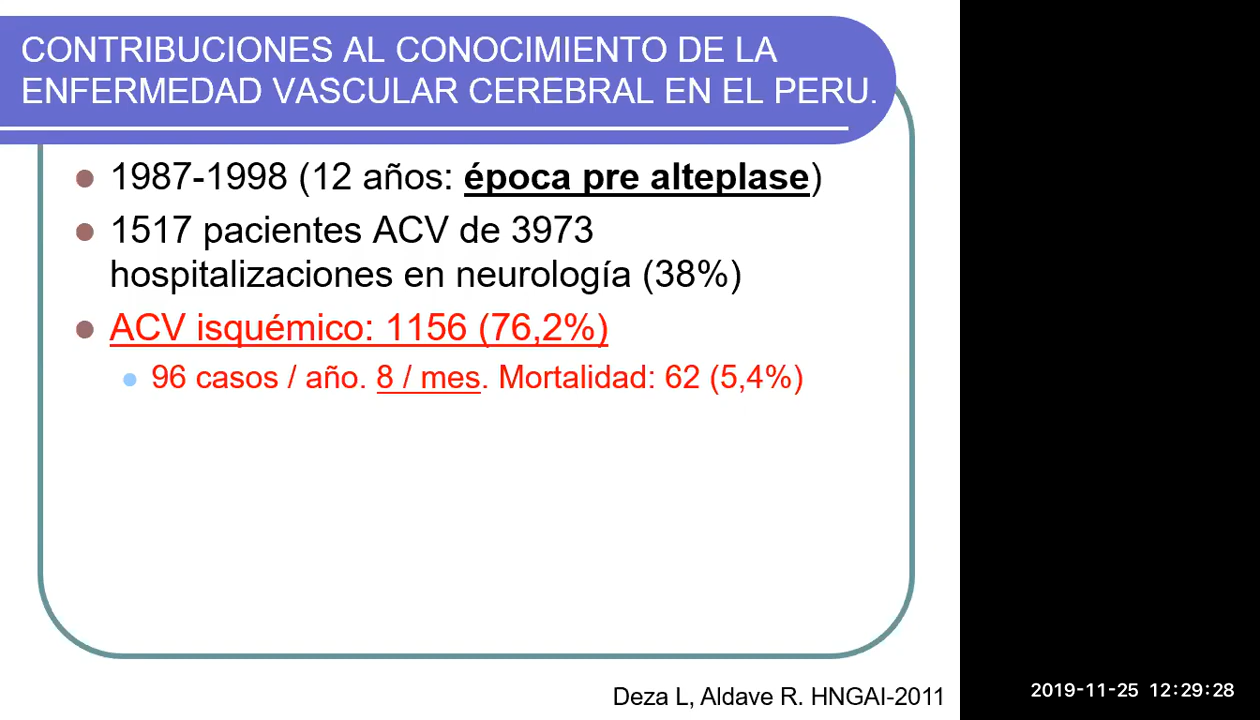 CONTRIBUCIONES AL CONOCIMIENTO DE LA
ENFERMEDAD VASCULAR CEREBRAL EN EL PERU.
1987-1998 (12 años: época pre alteplase)
1517 pacientes ACV de 3973
hospitalizaciones en neurología (38%)
ACV isquémico: 1156 (76,2%)
96 casos / año. 8 / mes. Mortalidad: 62 (5,4%)
Deza L, Aldave R. HNGAI-2011
2019-11-25 12:29:28